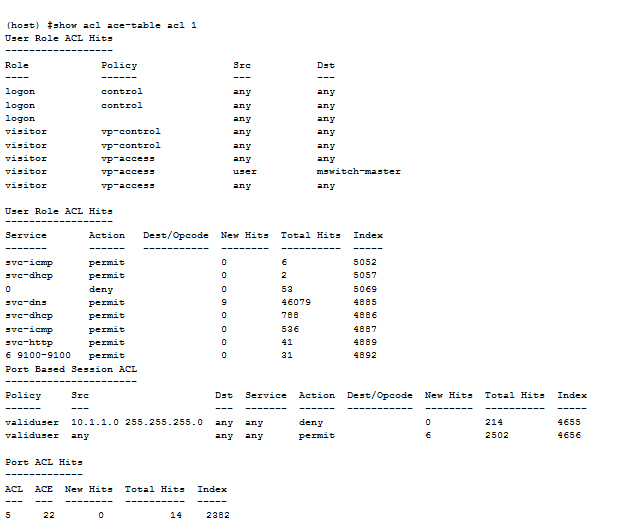 (host) #show acl ace-table acl 1
User Role ACL Hits
------------------
Role Policy Src Dst
---- ------ --- ---
logon control any any
logon control any any
logon any any
visitor vp-control any any
visitor vp-control any any
visitor vp-access any any
visitor vp-access user mswitch-master
visitor vp-access any any
User Role ACL Hits
------------------
Service Action Dest/Opcode New Hits Total Hits Index
------- ------ ----------- -------- ---------- -----
svc-icmp permit 0 6 5052
svc-dhcp permit 0 2 5057
0 deny 0 53 5069
svc-dns permit 9 46079 4885
svc-dhcp permit 0 788 4886
svc-icmp permit 0 536 4887
svc-http permit 0 41 4889
6 9100-9100 permit 0 31 4892
Port Based Session ACL
----------------------
Policy Src Dst Service Action Dest/Opcode New Hits Total Hits Index
------ --- --- ------- ------ ----------- -------- ---------- -----
validuser 10.1.1.0 255.255.255.0 any any deny 0 214 4655
validuser any any any permit 6 2502 4656
Port ACL Hits
-------------
ACL ACE New Hits Total Hits Index
--- --- -------- ---------- -----
5 22 0 14 2382